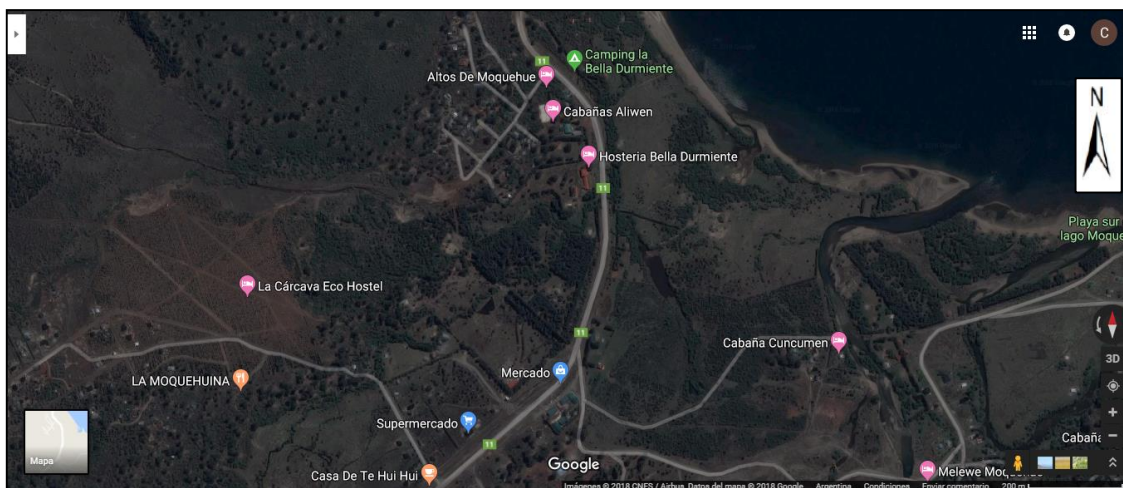 C
11
Camping la
Bella Durmiente
Altos De Moquehue
Cabañas Aliwen
N
Hosteria Bella Durmiente
11
Playa sur
lago Moque
La Cárcava Eco Hostel
11
Cabaña Cuncumen
3D
Mercado
LA MOQUEHUINA
Supermercado
11
Cabaña
Mapa
Google
Casa De Te Hui Hui
Melewe
Imágenes © 2018 CNES / Airbus, Datos del mapa © 2018 Google Argentina Condiciones Enviar comentario 200 m